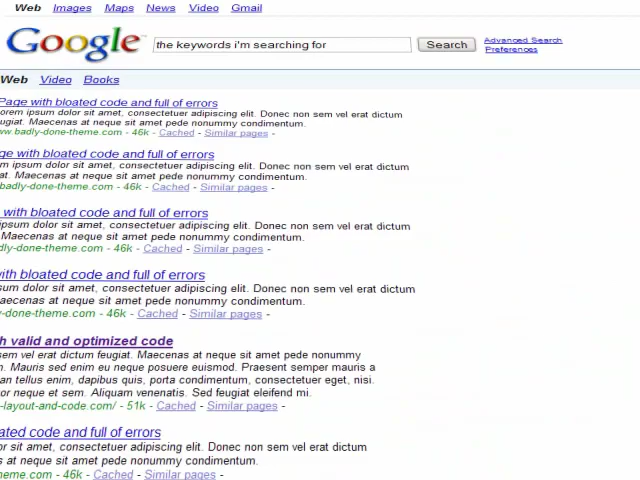 Web Images Maps News Video Gmail
Google the keywords i'm searching for Search Advanced Search
Preferences
Web Video Books
Page with bloated code and full of errors
orem ipsum dolor sit amet, consectetuer adipiscing elit. Donec non sem vel erat dictum
ugiat. Maecenas at neque sit amet pede nonummy condimentum.
ww.badly-done-theme.com - 46k - Cached - Similar pages -
ge with bloated code and full of errors
m ipsum dolor sit amet, consectetuer adipiscing elit. Donec non sem vel erat dictum
at. Maecenas at neque sit amet pede nonummy condimentum.
badly-done-theme.com - 46k - Cached - Similar pages -
with bloated code and full of errors
ipsum dolor sit amet, consectetuer adipiscing elit. Donec non sem vel erat dictum
Maecenas at neque sit amet pede nonummy condimentum.
dly-done-theme.com - 46k - Cached - Similar pages -
with bloated code and full of errors
sum dolor sit amet, consectetuer adipiscing elit. Donec non sem vel erat dictum
aecenas at neque sit amet pede nonummy condimentum.
y-done-theme.com - 46k - Cached - Similar pages -
h valid and optimized code
sem vel erat dictum feugiat. Maecenas at neque sit amet pede nonummy
n. Mauris sed enim eu neque posuere euismod. Praesent semper mauris a
an tellus enim, dapibus quis, porta condimentum, consectetuer eget, nisi.
or neque et sem. Aliquam venenatis. Sed feugiat eleifend mi.
-layout-and-code.com/ - 51k - Cached - Similar pages -
ated code and full of errors
or sit amet, consectetuer adipiscing elit. Donec non sem vel erat dictum
s at neque sit amet pede nonummy condimentum.
heme.com - 46k - Cached - Similar pages -